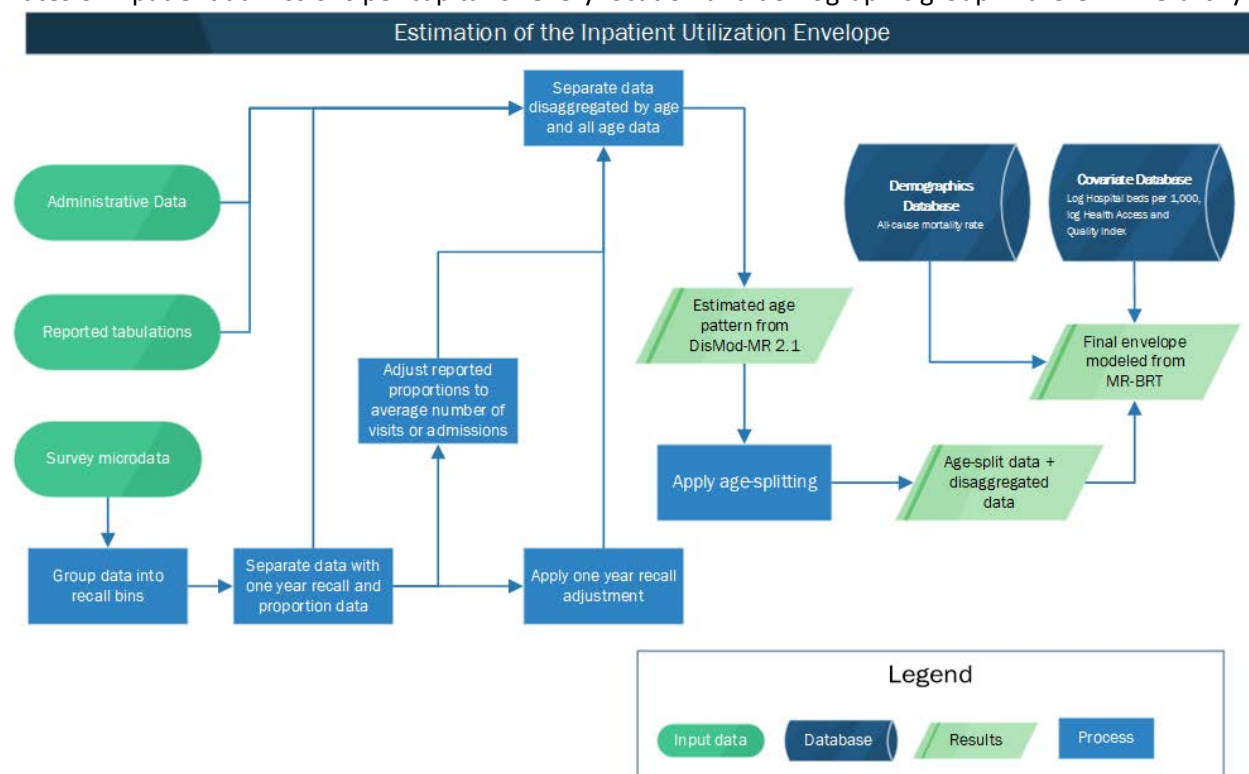 Estimation of the Inpatient Utilization Envelope
Separate data
disaggregated by age
and all age data
Administrative Data
Demographics
Database
All-cause mortality rate
Covariate Database
Log Hospital beds per 1,000,
log Health Access and
Quality Index
Reported tabulations
Estimated age
pattern from
DisMod-MR 2.1
Final envelope
modeled from
MR-BRT
Adjust reported
proportions to
average number of
visits or admissions
Survey microdata
Apply age-splitting
Age-split data +
disaggregated
data
Group data into
recall bins
Separate data with
one year recall and
proportion data
Apply one year recall
adjustment
Legend
Input data
Database
Results
Process